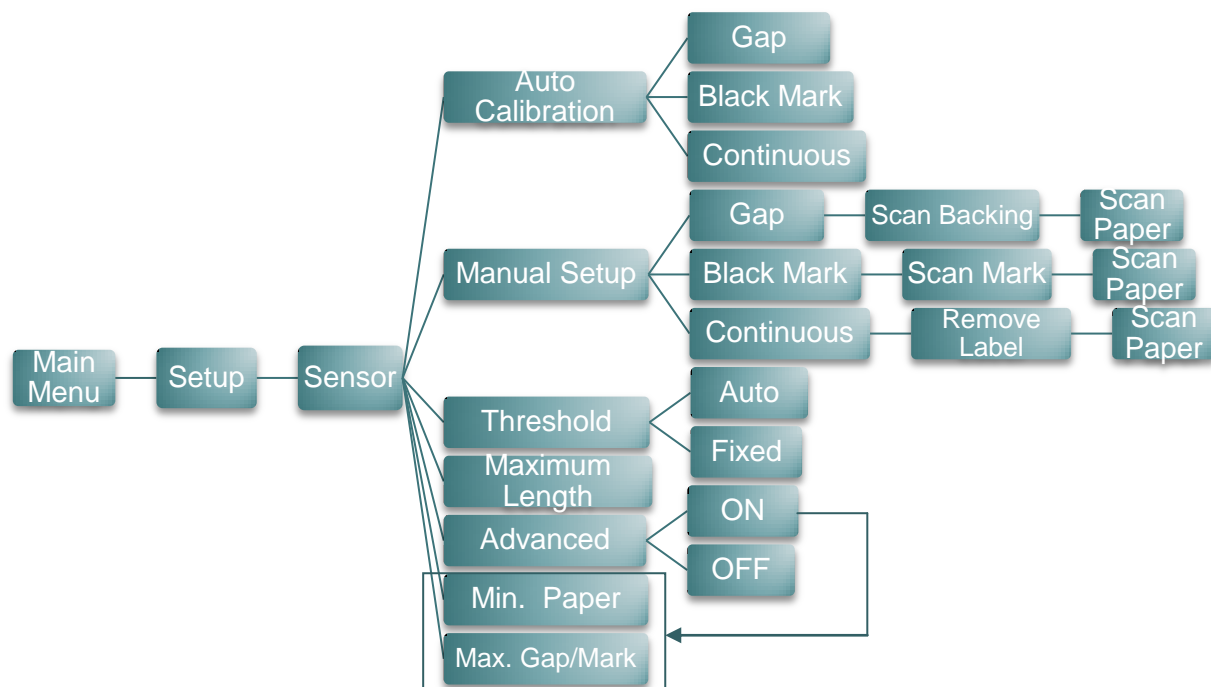 Gap
Auto
Calibration
Black Mark
Continuous
Gap
Scan Backing
Scan
Paper
Manual Setup
Black Mark
Scan Mark
Scan
Paper
Continuous
Remove
Label
Scan
Paper
Main
Menu
Setup
Sensor
Threshold
Auto
Fixed
Maximum
Length
Advanced
ON
OFF
Min. Paper
Max. Gap/Mark